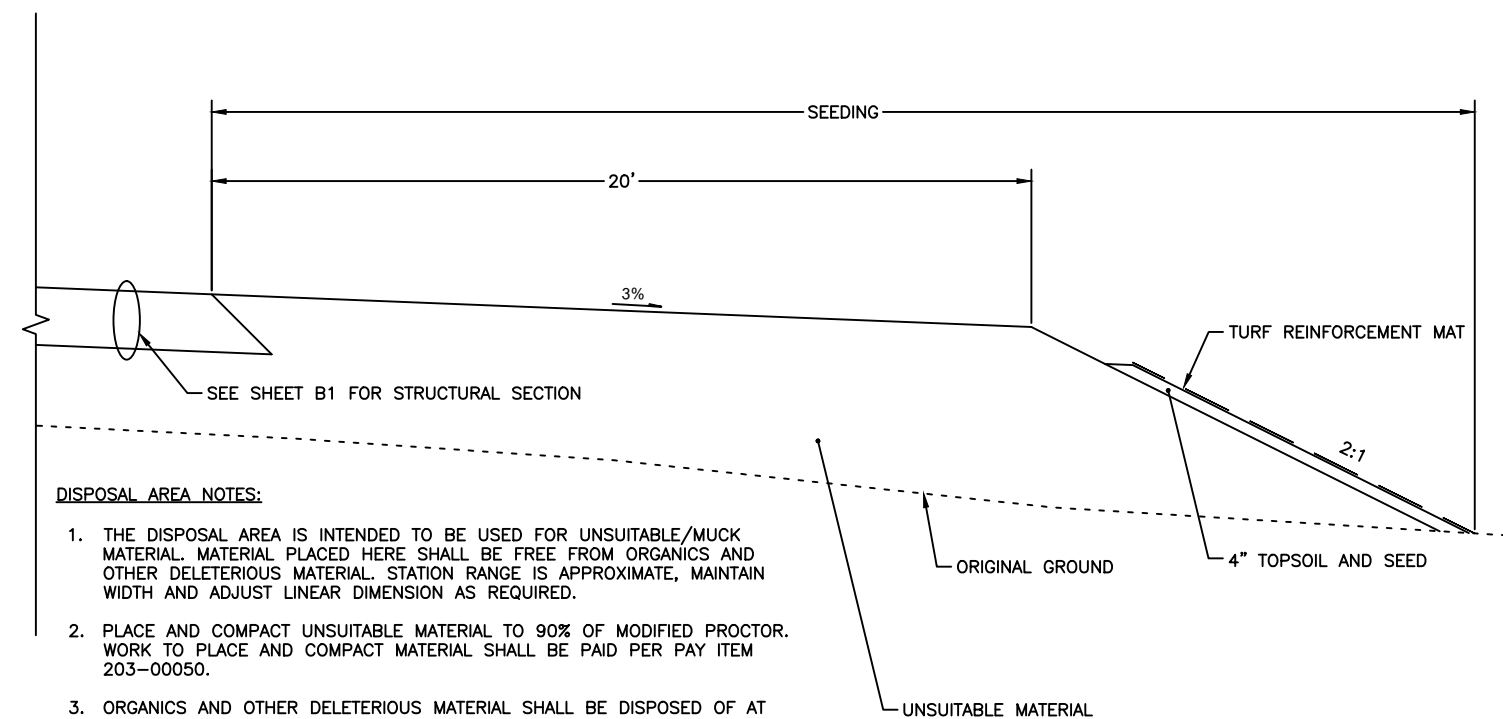 SEEDING
20'
3%
TURF REINFORCEMENT MAT
SEE SHEET B1 FOR STRUCTURAL SECTION
2:1
DISPOSAL AREA NOTES:
1. THE DISPOSAL AREA IS INTENDED TO BE USED FOR UNSUITABLE/MUCK
MATERIAL. MATERIAL PLACED HERE SHALL BE FREE FROM ORGANICS AND
OTHER DELETERIOUS MATERIAL. STATION RANGE IS APPROXIMATE, MAINTAIN
WIDTH AND ADJUST LINEAR DIMENSION AS REQUIRED.
ORIGINAL GROUND
4" TOPSOIL AND SEED
2. PLACE AND COMPACT UNSUITABLE MATERIAL TO 90% OF MODIFIED PROCTOR.
WORK TO PLACE AND COMPACT MATERIAL SHALL BE PAID PER PAY ITEM
203-00050.
3. ORGANICS AND OTHER DELETERIOUS MATERIAL SHALL BE DISPOSED OF AT
UNSUITABLE MATERIAL